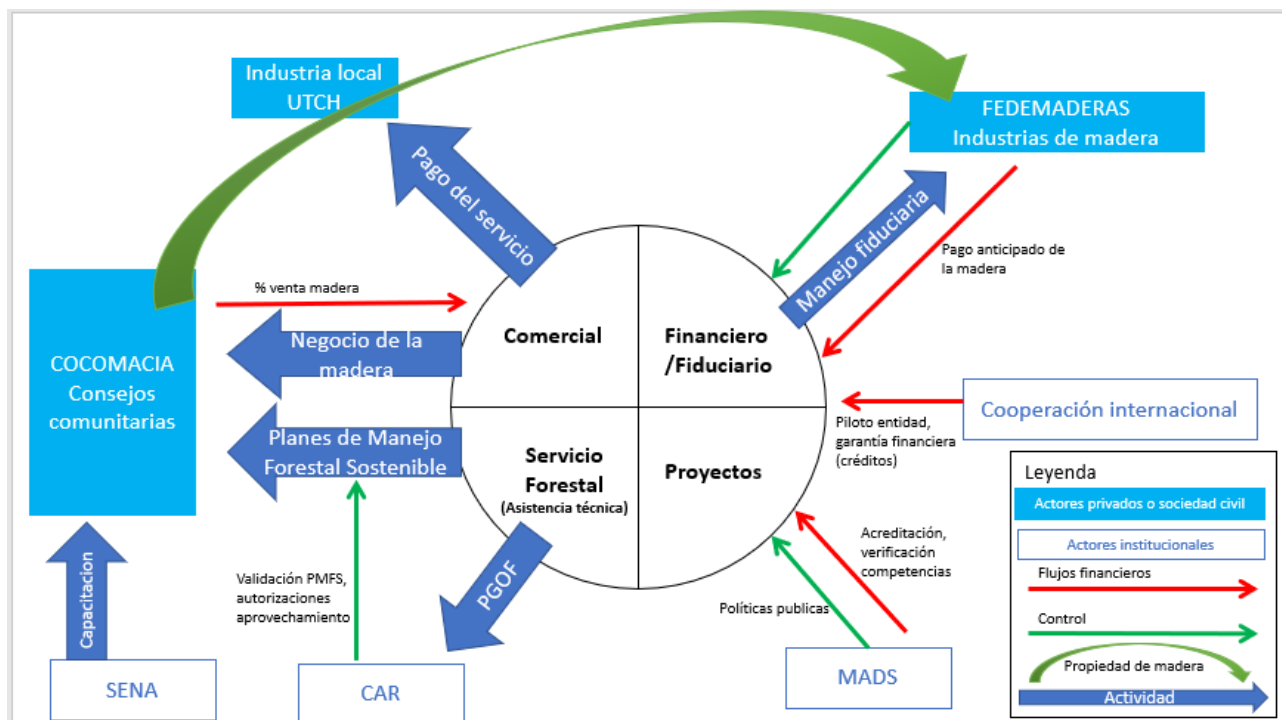 Industria local
UTCH
FEDEMADERAS
Industrias de madera
Pago del servicio
Manejo fiduciaria
Pago anticipado de
la madera
% venta madera
COCOMACIA
Consejos
comunitarias
Negocio de la
madera
Comercial
Financiero
/Fiduciario
Cooperación internacional
Piloto entidad,
garantía financiera
(créditos)
Planes de Manejo
Forestal Sostenible
Servicio
Forestal
(Asistencia técnica)
Proyectos
Acreditación,
verificación
competencias
Políticas publicas
Validación PMFS,
autorizaciones
aprovechamiento
PGOF
Capacitacion
SENA
CAR
MADS
Leyenda
Actores privados o sociedad civil
Actores institucionales
Flujos financieros
Control
Propiedad de madera
Actividad